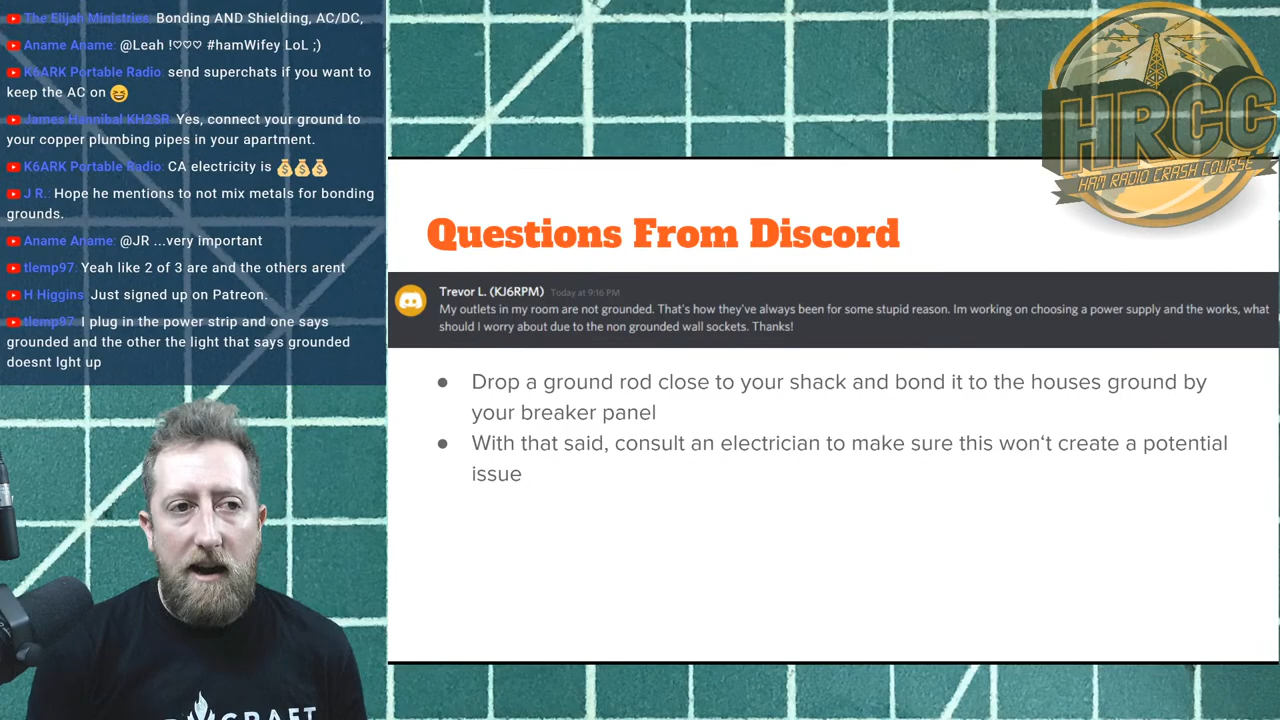 The Elijah Ministries: Bonding AND Shielding, AC/DC,
Aname Aname: @Leah !♡♡♡ #hamWifey LoL ;)
K6ARK Portable Radio: send superchats if you want to
keep the AC on 😆
James Hannibal KH2SR: Yes, connect your ground to
your copper plumbing pipes in your apartment.
K6ARK Portable Radio: CA electricity is 💰💰💰
J R.: Hope he mentions to not mix metals for bonding
grounds.
Aname Aname: @JR ...very important
tlemp97: Yeah like 2 of 3 are and the others arent
H Higgins: Just signed up on Patreon.
tlemp97: I plug in the power strip and one says
grounded and the other the light that says grounded
doesnt lght up
HRCC
HAM RADIO CRASH COURSE
Questions From Discord
Trevor L. (KJ6RPM) Today at 9:16 PM
My outlets in my room are not grounded. That's how they've always been for some stupid reason. Im working on choosing a power supply and the works, what
should I worry about due to the non grounded wall sockets. Thanks!
● Drop a ground rod close to your shack and bond it to the houses ground by
your breaker panel
● With that said, consult an electrician to make sure this won‘t create a potential
issue
CRAFT